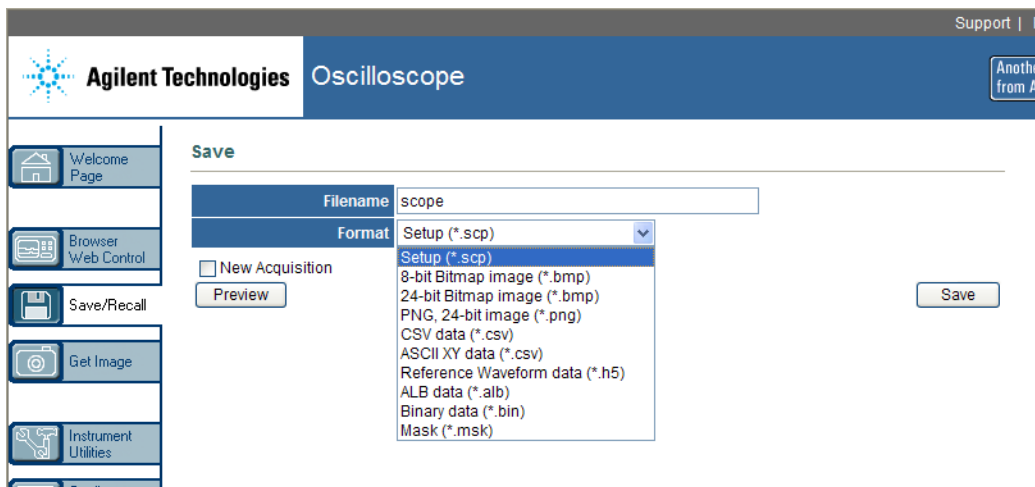 Support |
Agilent Technologies
Oscilloscope
Welcome
Page
Browser
Web Control
Save/Recall
Get Image
Instrument
Utilities
Save
Filename scope
Format Setup (*.scp)
Setup (*.scp)
8-bit Bitmap image (*.bmp)
24-bit Bitmap image (*.bmp)
PNG, 24-bit image (*.png)
CSV data (*.csv)
ASCII XY data (*.csv)
Reference Waveform data (*.h5)
ALB data (*.alb)
Binary data (*.bin)
Mask (*.msk)
New Acquisition
Preview
Save